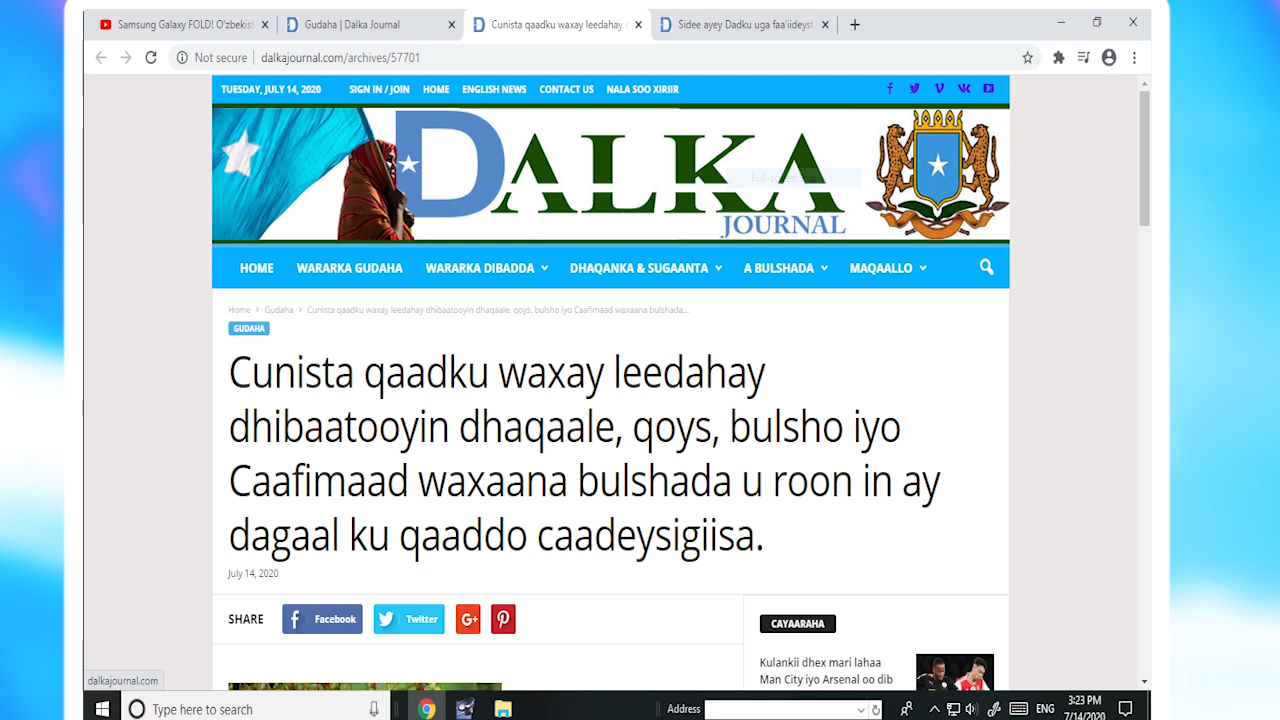 Samsung Galaxy FOLD! O'zbekist
Gudaha | Dalka Journal
Cunista qaadku waxay leedahay
Sidee ayey Dadku uga faa'iideyst
Not secure
dalkajournal.com/archives/57701
TUESDAY, JULY 14, 2020
SIGN IN / JOIN
HOME
ENGLISH NEWS
CONTACT US
NALA SOO XIRIIR
DALKA
JOURNAL
HOME
WARARKA GUDAHA
WARARKA DIBADDA
DHAQANKA & SUGAANTA
A BULSHADA
MAQAALLO
Home > Gudaha > Cunista qaadku waxay leedahay dhibaatooyin dhaqaale, qoys, bulsho iyo Caafimaad waxaana bulshada...
GUDAHA
Cunista qaadku waxay leedahay
dhibaatooyin dhaqaale, qoys, bulsho iyo
Caafimaad waxaana bulshada u roon in ay
dagaal ku qaaddo caadeysigiisa.
July 14, 2020
SHARE
Facebook
Twitter
CAYAARAHA
Kulankii dhex mari lahaa
Man City iyo Arsenal oo dib
dalkajournal.com
Type here to search
Address
ENG
3:23 PM
7/14/2020